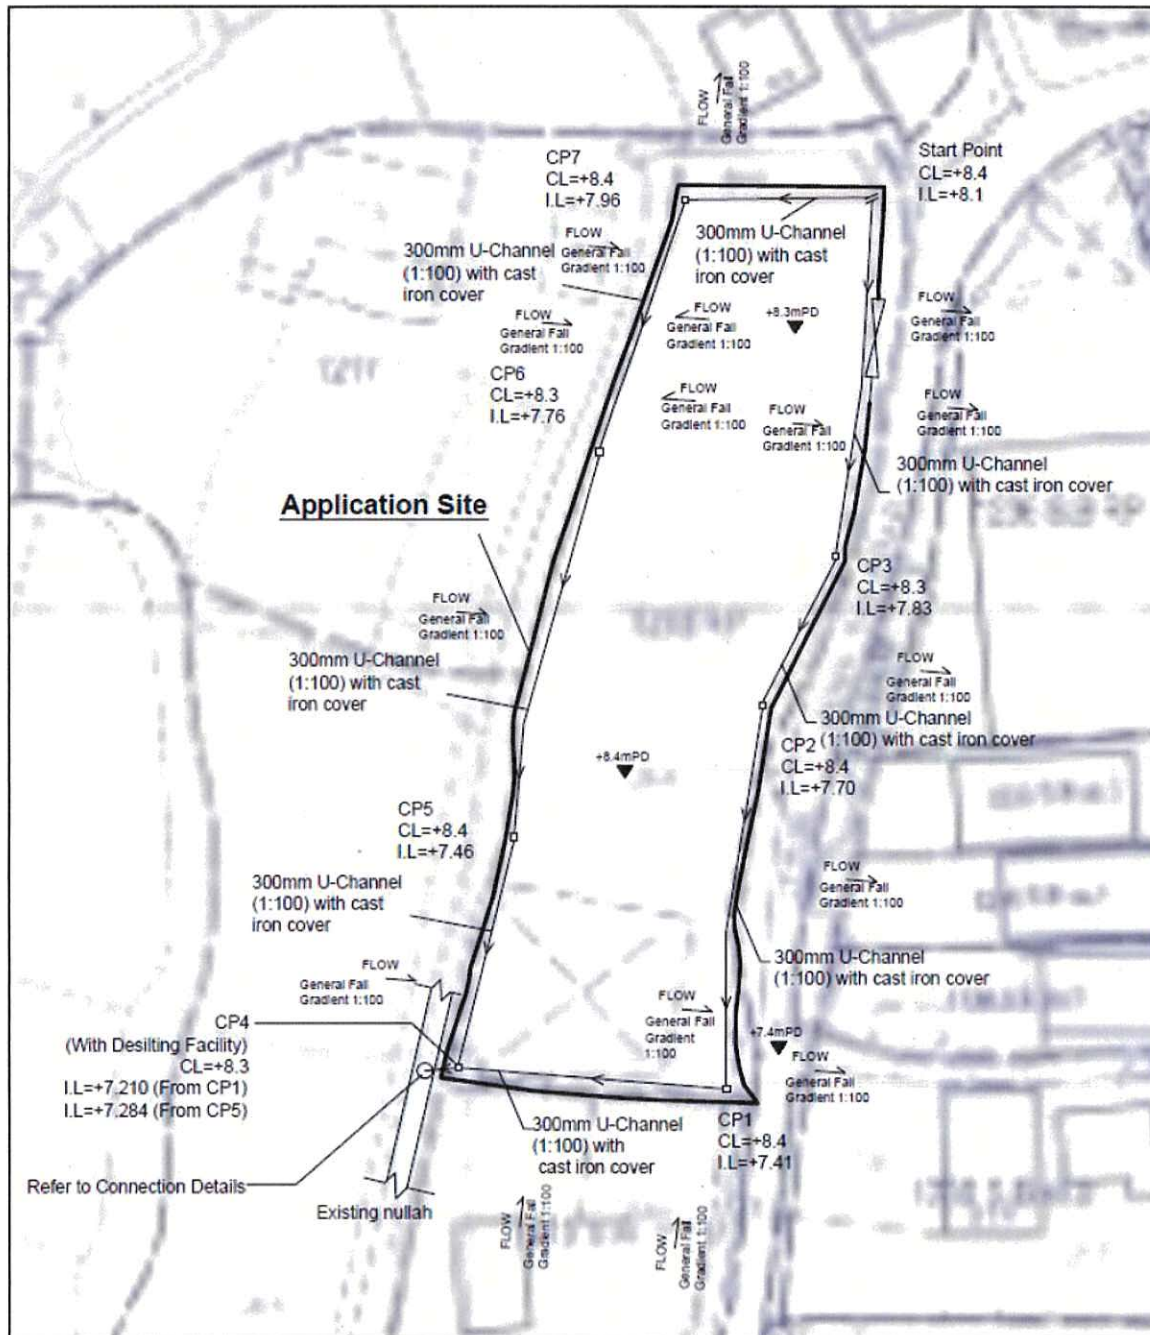 FLOW
General Fall
Gradient 1:100
Start Point
CL=+8.4
I.L=+8.1
CP7
CL=+8.4
I.L=+7.96
FLOW
General Fall
Gradient 1:100
300mm U-Channel
(1:100) with cast
iron cover
300mm U-Channel
(1:100) with cast
iron cover
FLOW
General Fall
Gradient 1:100
FLOW
General Fall
Gradient 1:100
+8.3mPD
FLOW
General Fall
Gradient 1:100
CP6
CL=+8.3
I.L=+7.76
FLOW
General Fall
Gradient 1:100
FLOW
General Fall
Gradient 1:100
FLOW
General Fall
Gradient 1:100
300mm U-Channel
(1:100) with cast iron cover
Application Site
CP3
CL=+8.3
I.L=+7.83
FLOW
General Fall
Gradient 1:100
300mm U-Channel
(1:100) with cast
iron cover
FLOW
General Fall
Gradient 1:100
300mm U-Channel
(1:100) with cast iron cover
CP2
CL=+8.4
I.L=+7.70
+8.4mPD
CP5
CL=+8.4
I.L=+7.46
300mm U-Channel
(1:100) with cast
iron cover
FLOW
General Fall
Gradient 1:100
300mm U-Channel
(1:100) with cast iron cover
FLOW
General Fall
Gradient 1:100
FLOW
General Fall
Gradient
1:100
+7.4mPD
FLOW
General Fall
Gradient 1:100
CP4
(With Desilting Facility)
CL=+8.3
I.L=+7.210 (From CP1)
I.L=+7.284 (From CP5)
300mm U-Channel
(1:100) with
cast iron cover
CP1
CL=+8.4
I.L=+7.41
Refer to Connection Details
Existing nullah
FLOW
General Fall
Gradient 1:100
FLOW
General Fall
Gradient 1:100